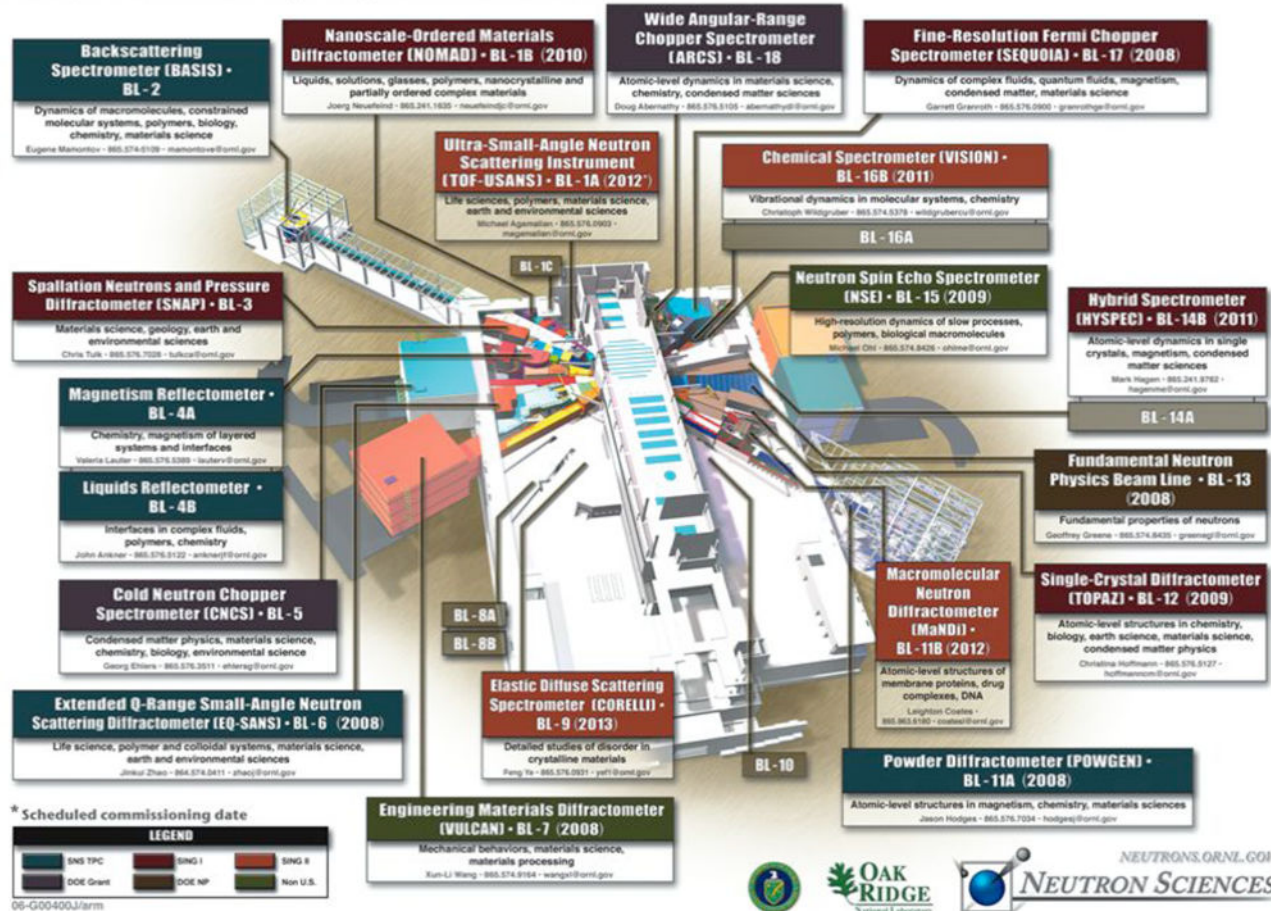 Backscattering
Spectrometer (BASIS) •
BL-2
Dynamics of macromolecules, constrained
molecular systems, polymers, biology,
chemistry, materials science
Eugene Mamontov - 865.574-5109 - mamontove@ornl.gov
Nanoscale-Ordered Materials
Diffractometer (NOMAD) • BL-1B (2010)
Liquids, solutions, glasses, polymers, nanocrystalline and
partially ordered complex materials
Joerg Neuefeind - 865.241.1635 - neuefeindjc@ornl.gov
Wide Angular-Range
Chopper Spectrometer
(ARCS) • BL-18
Atomic-level dynamics in materials science,
chemistry, condensed matter sciences
Doug Abernathy - 865.576.5105 - abernathydl@ornl.gov
Fine-Resolution Fermi Chopper
Spectrometer (SEQUOIA) • BL-17 (2008)
Dynamics of complex fluids, quantum fluids, magnetism,
condensed matter, materials science
Garrett Granroth - 865.576.0900 - granrothge@ornl.gov
Ultra-Small-Angle Neutron
Scattering Instrument
(TOF-USANS) • BL-1A (2012*)
Life sciences, polymers, materials science,
earth and environmental sciences
Michael Agamalian - 865.576.0903 -
magamalian@ornl.gov
Chemical Spectrometer (VISION) •
BL-16B (2011)
Vibrational dynamics in molecular systems, chemistry
Christoph Wildgruber - 865.574.5378 - wildgrubercu@ornl.gov
BL-16A
BL-1C
Spallation Neutrons and Pressure
Diffractometer (SNAP) • BL-3
Materials science, geology, earth and
environmental sciences
Chris Tulk - 865.576.7028 - tulkca@ornl.gov
Neutron Spin Echo Spectrometer
(NSE) • BL-15 (2009)
High-resolution dynamics of slow processes,
polymers, biological macromolecules
Michael Ohl - 865.574.8426 - ohlme@ornl.gov
Hybrid Spectrometer
(HYSPEC) • BL-14B (2011)
Atomic-level dynamics in single
crystals, magnetism, condensed
matter sciences
Mark Hagen - 865.241.9782 -
hagenme@ornl.gov
BL-14A
Magnetism Reflectometer •
BL-4A
Chemistry, magnetism of layered
systems and interfaces
Valeria Lauter - 865.576.5389 - lauterv@ornl.gov
Liquids Reflectometer •
BL-4B
Interfaces in complex fluids,
polymers, chemistry
John Ankner - 865.576.5122 - anknerjf@ornl.gov
Fundamental Neutron
Physics Beam Line • BL-13
(2008)
Fundamental properties of neutrons
Geoffrey Greene - 865.574.8435 - greenegl@ornl.gov
Cold Neutron Chopper
Spectrometer (CNCS) • BL-5
Condensed matter physics, materials science,
chemistry, biology, environmental science
Georg Ehlers - 865.576.3511 - ehlersg@ornl.gov
BL-8A
BL-8B
Macromolecular
Neutron
Diffractometer
(MaNDi) •
BL-11B (2012)
Atomic-level structures of
membrane proteins, drug
complexes, DNA
Leighton Coates -
865.963.6180 - coatesl@ornl.gov
Single-Crystal Diffractometer
(TOPAZ) • BL-12 (2009)
Atomic-level structures in chemistry,
biology, earth science, materials science,
condensed matter physics
Christina Hoffmann - 865.576.5127 -
hoffmanncm@ornl.gov
Extended Q-Range Small-Angle Neutron
Scattering Diffractometer (EQ-SANS) • BL-6 (2008)
Life science, polymer and colloidal systems, materials science,
earth and environmental sciences
Jinkui Zhao - 864.574.0411 - zhaoj@ornl.gov
Elastic Diffuse Scattering
Spectrometer (CORELLI) •
BL-9 (2013)
Detailed studies of disorder in
crystalline materials
Feng Ye - 865.576.0931 - yef1@ornl.gov
BL-10
Powder Diffractometer (POWGEN) •
BL-11A (2008)
Atomic-level structures in magnetism, chemistry, materials sciences
Jason Hodges - 865.576.7034 - hodgesj@ornl.gov
Engineering Materials Diffractometer
(VULCAN) • BL-7 (2008)
Mechanical behaviors, materials science,
materials processing
Xun-Li Wang - 865.574.9164 - wangxl@ornl.gov
* Scheduled commissioning date
LEGEND
SNS TPC
SING I
SING II
DOE Grant
DOE NP
Non U.S.
06-G00400J/arm
OAK
RIDGE
National Laboratory
NEUTRONS.ORNL.GOV
NEUTRON SCIENCES